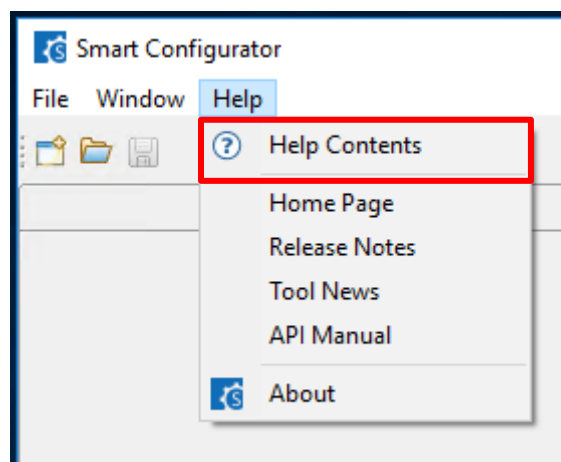 Smart Configurator
File Window Help
Help Contents
Home Page
Release Notes
Tool News
API Manual
About